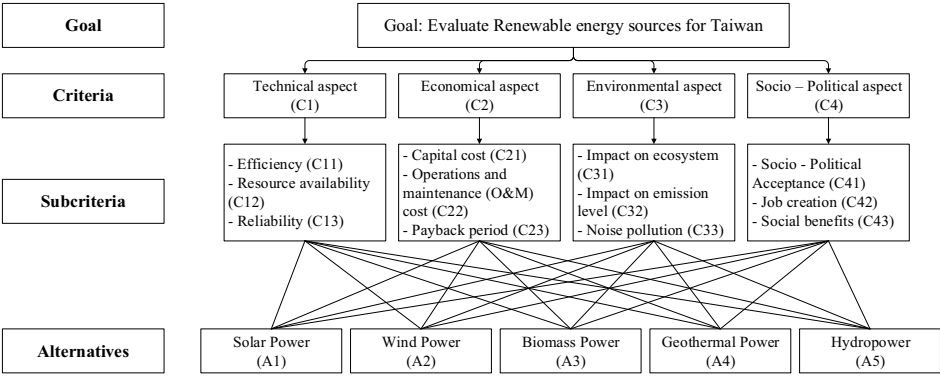 Goal
Goal: Evaluate Renewable energy sources for Taiwan
Criteria
Technical aspect
(C1)
Economical aspect
(C2)
Environmental aspect
(C3)
Socio – Political aspect
(C4)
Subcriteria
- Efficiency (C11)
- Resource availability
(C12)
- Reliability (C13)
- Capital cost (C21)
- Operations and
maintenance (O&M)
cost (C22)
- Payback period (C23)
- Impact on ecosystem
(C31)
- Impact on emission
level (C32)
- Noise pollution (C33)
- Socio - Political
Acceptance (C41)
- Job creation (C42)
- Social benefits (C43)
Alternatives
Solar Power
(A1)
Wind Power
(A2)
Biomass Power
(A3)
Geothermal Power
(A4)
Hydropower
(A5)